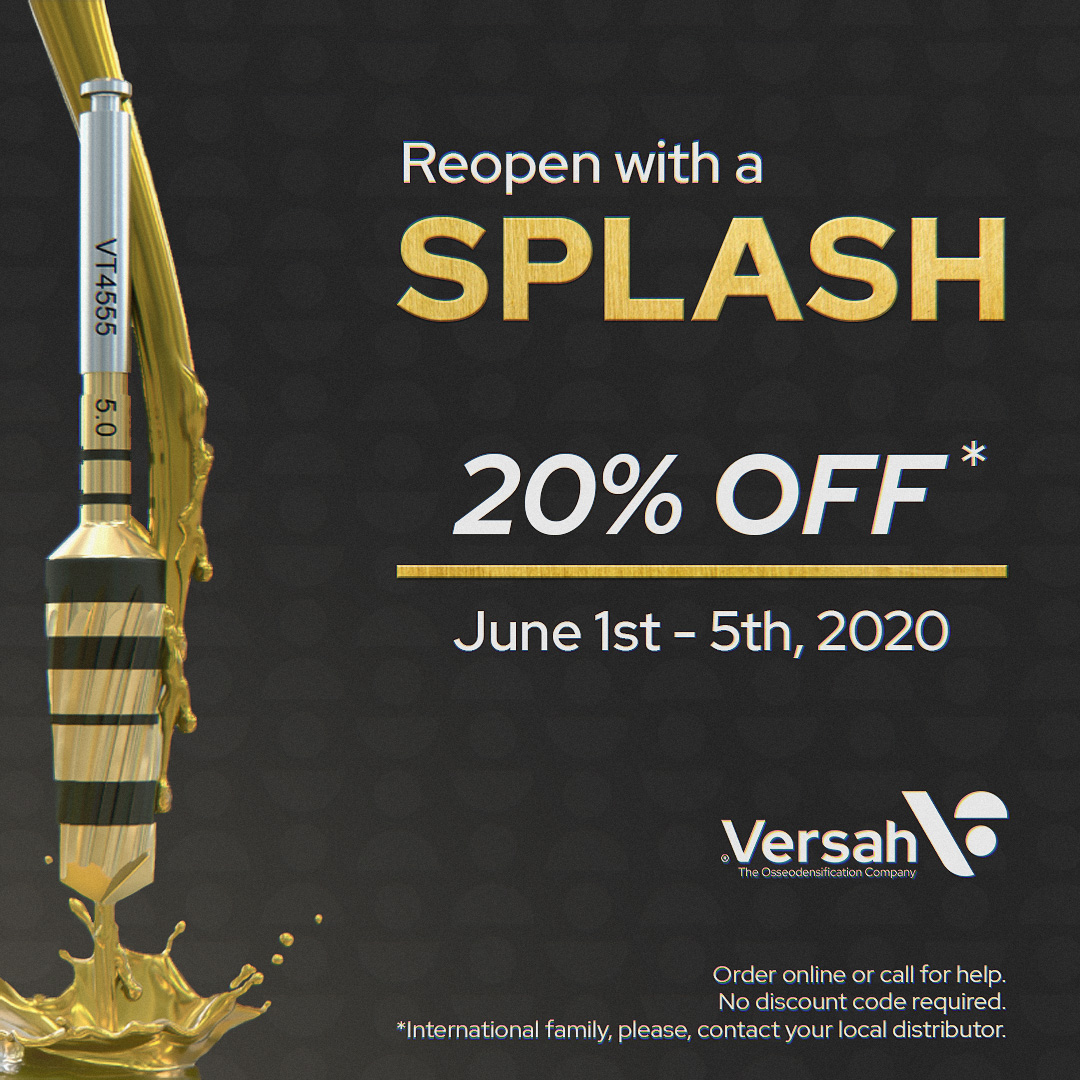 VT4555
5.0
Reopen with a
SPLASH
20% OFF*
June 1st - 5th, 2020
®Versah
The Osseodensification Company
Order online or call for help.
No discount code required.
*International family, please, contact your local distributor.